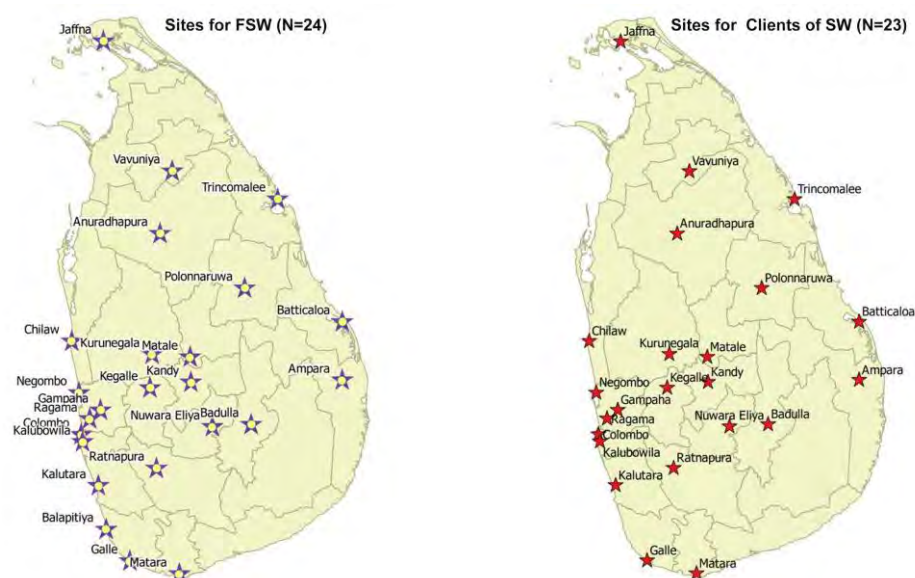 Sites for FSW (N=24)
Jaffna
Vavuniya
Trincomalee
Anuradhapura
Polonnaruwa
Batticaloa
Chilaw
Kurunegala
Matale
Kandy
Kegalle
Ampara
Negombo
Gampaha
Ragama
Colombo
Kalubowila
Nuwara Eliya
Badulla
Ratnapura
Kalutara
Balapitiya
Galle
Matara
Sites for Clients of SW (N=23)
Jaffna
Vavuniya
Trincomalee
Anuradhapura
Polonnaruwa
Batticaloa
Chilaw
Kurunegala
Matale
Kandy
Kegalle
Ampara
Negombo
Gampaha
Ragama
Colombo
Kalubowila
Nuwara Eliya
Badulla
Ratnapura
Kalutara
Galle
Matara